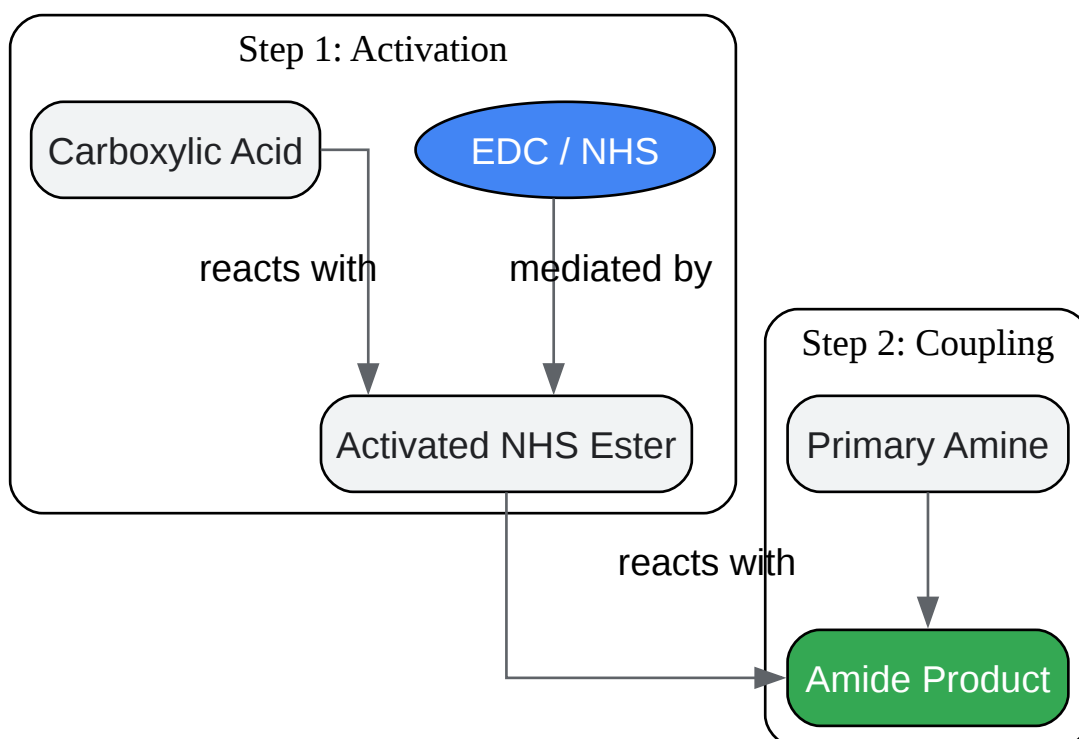 Step 1: Activation
Carboxylic Acid
EDC / NHS
reacts with
mediated by
Activated NHS Ester
Step 2: Coupling
Primary Amine
reacts with
Amide Product